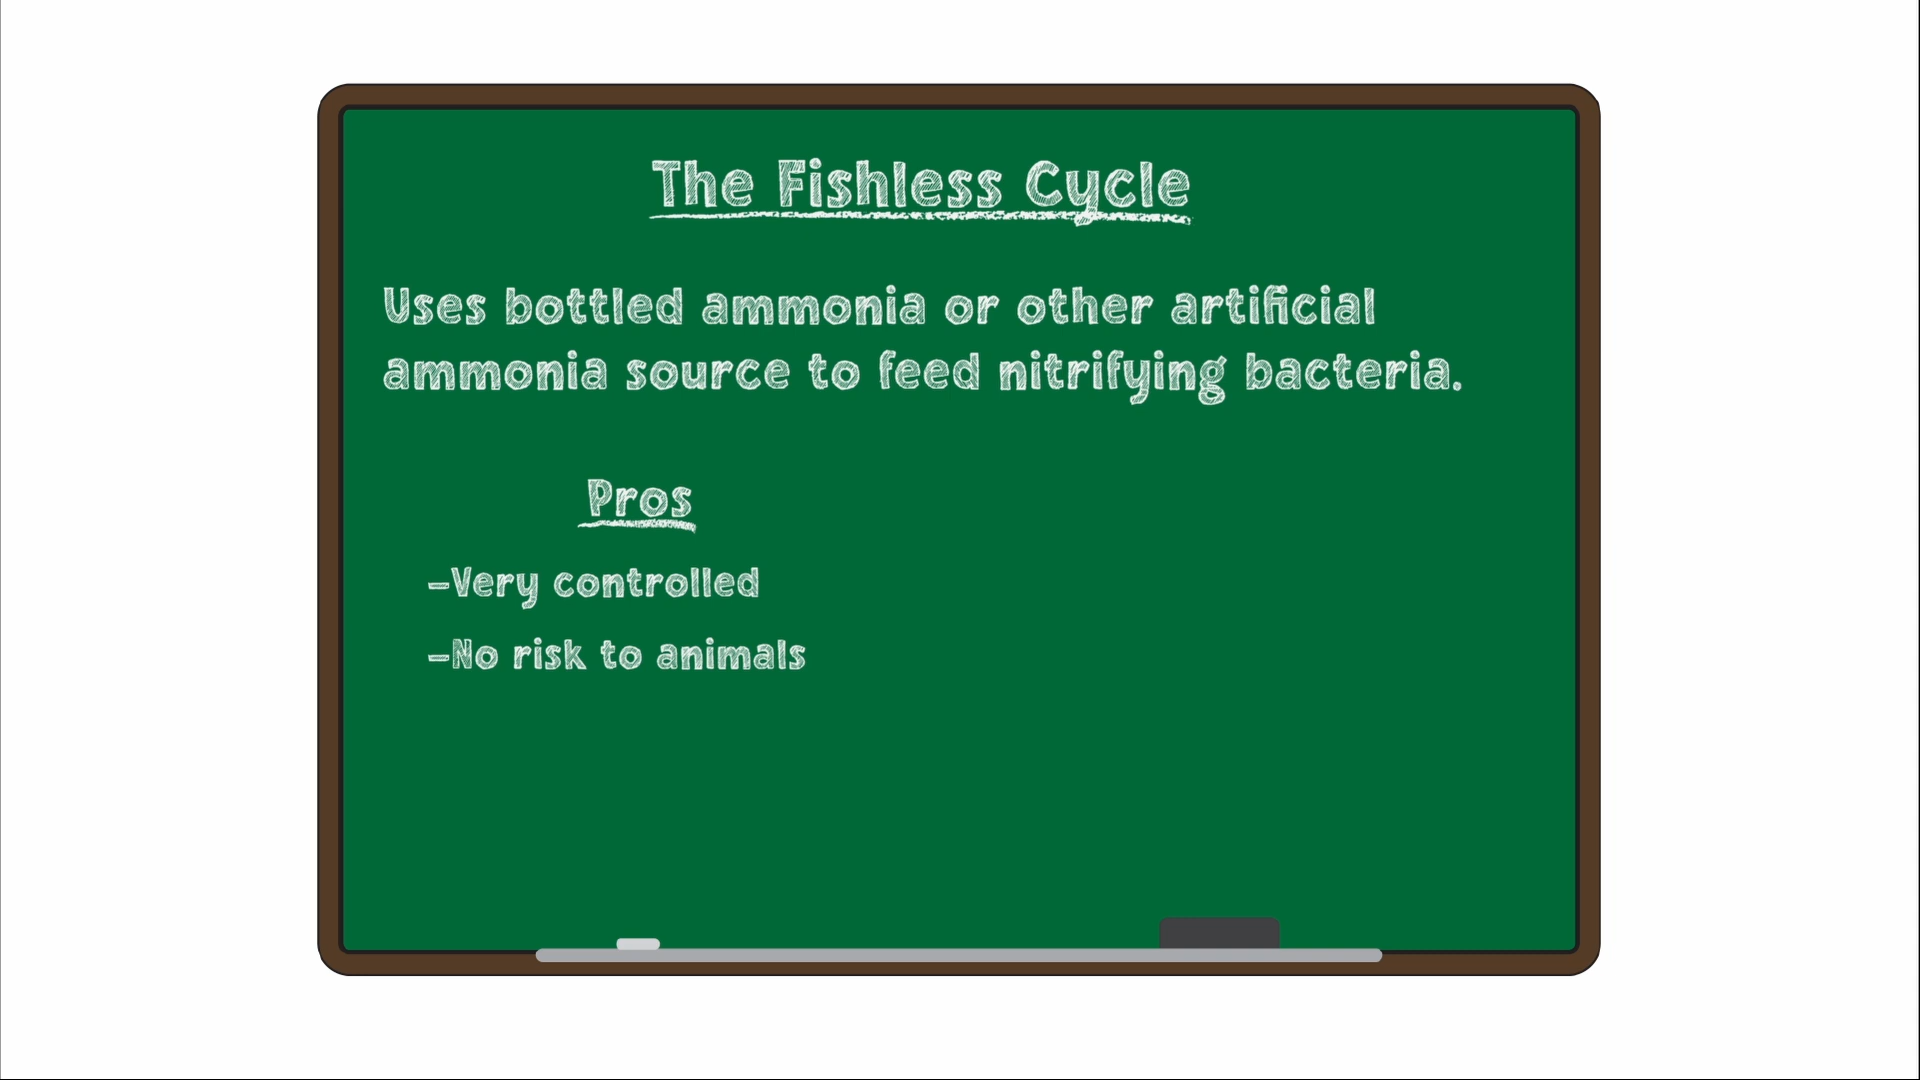 The Fishless Cycle
Uses bottled ammonia or other artificial
ammonia source to feed nitrifying bacteria.
Pros
-Very controlled
-No risk to animals